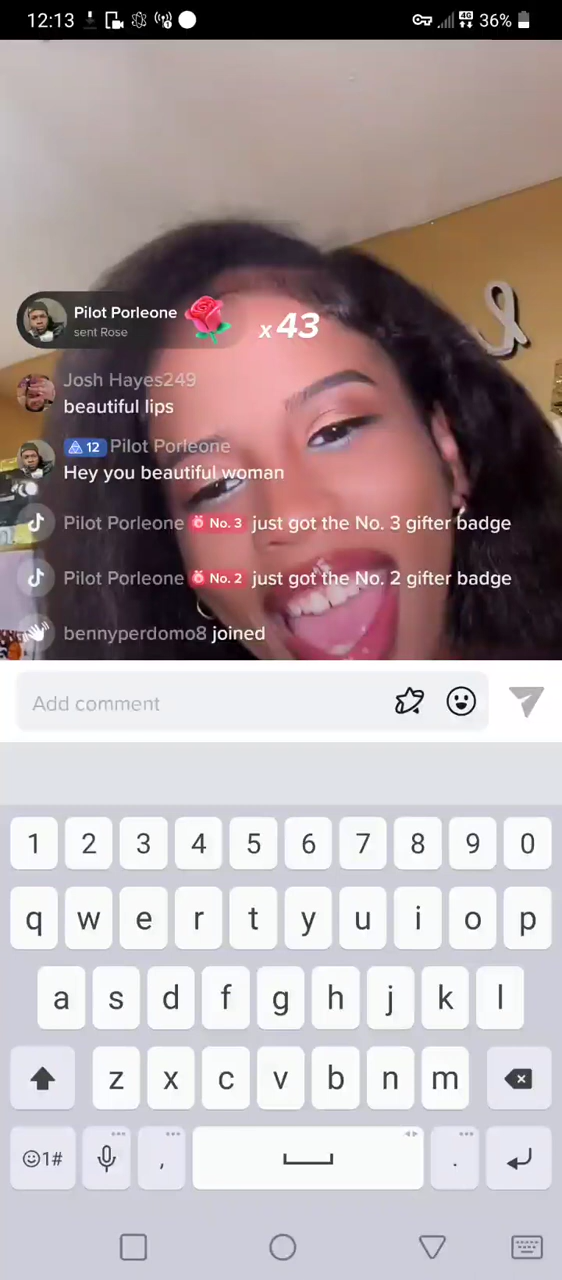 12:13
4G
36%
Pilot Porleone
sent Rose
x 43
Josh Hayes249
beautiful lips
12 Pilot Porleone
Hey you beautiful woman
Pilot Porleone No. 3 just got the No. 3 gifter badge
Pilot Porleone No. 2 just got the No. 2 gifter badge
bennyperdomo8 joined
Add comment
1 2 3 4 5 6 7 8 9 0
q w e r t y u i o p
a s d f g h j k l
z x c v b n m
1# , .